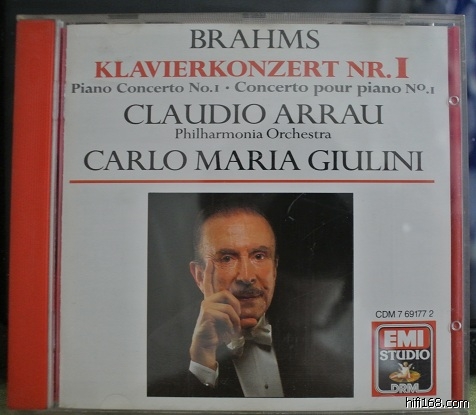 BRAHMS
KLAVIERKONZERT NR.1
Piano Concerto No.1 · Concerto pour piano No.1
CLAUDIO ARRAU
Philharmonia Orchestra
CARLO MARIA GIULINI
CDM 7 69177 2
EMI
STUDIO
DRM
hifi168.com